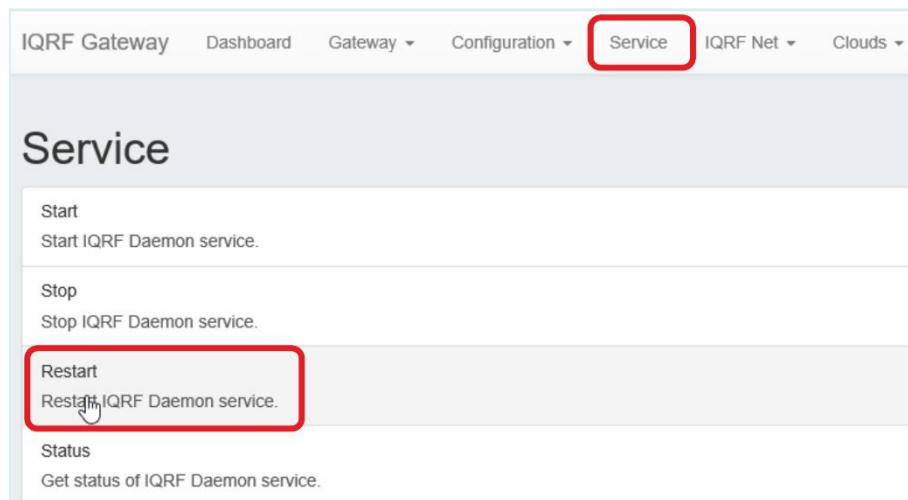 IQRF Gateway Dashboard Gateway Configuration Service IQRF Net Clouds
Service
Start
Start IQRF Daemon service.
Stop
Stop IQRF Daemon service.
Restart
Restart IQRF Daemon service.
Status
Get status of IQRF Daemon service.